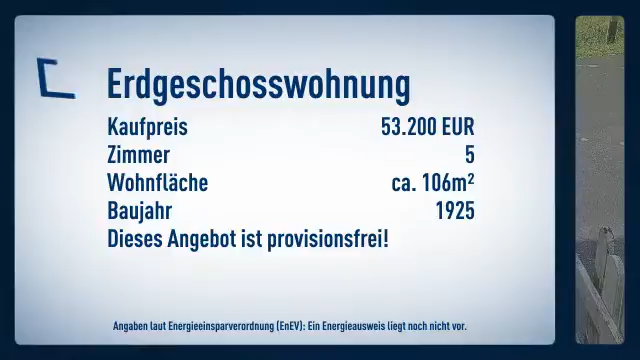 Erdgeschosswohnung
Kaufpreis 53.200 EUR
Zimmer 5
Wohnfläche ca. 106m²
Baujahr 1925
Dieses Angebot ist provisionsfrei!
Angaben laut Energieeinsparverordnung (EnEV): Ein Energieausweis liegt noch nicht vor.